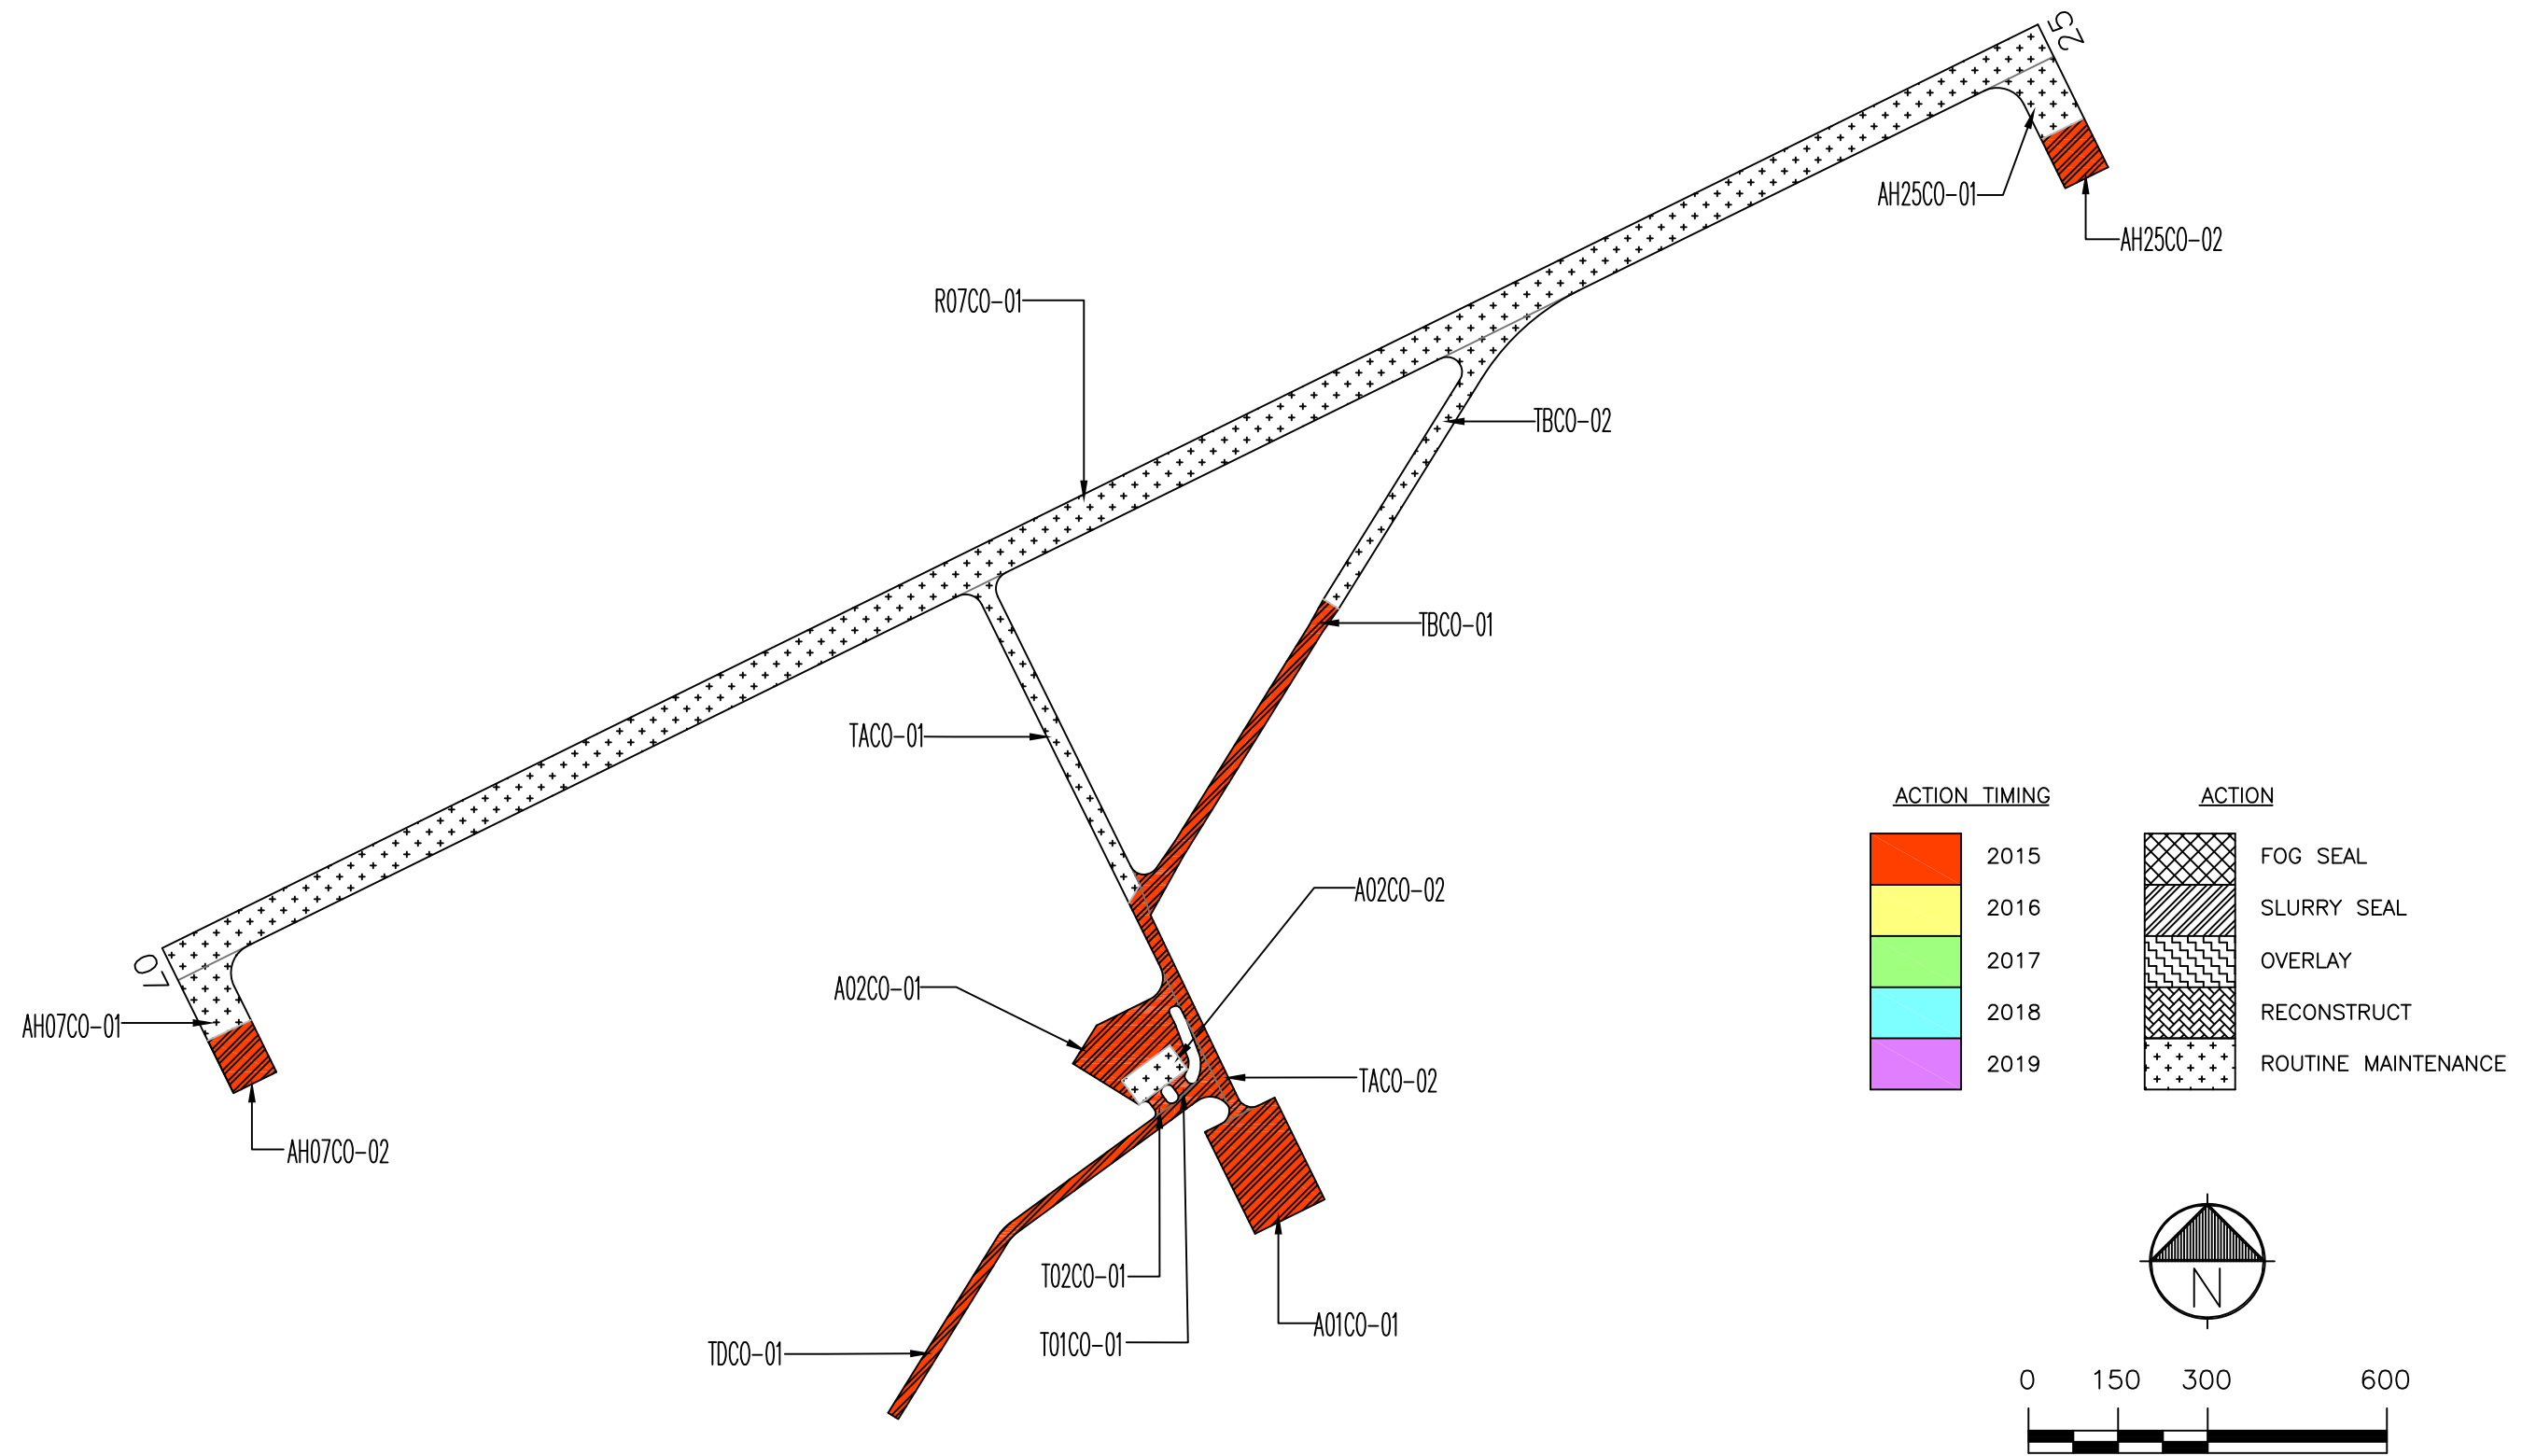 25
AH25CO-01
AH25CO-02
R07CO-01
TBCO-02
TBCO-01
TACO-01
A02CO-02
07
A02CO-01
AH07CO-01
TACO-02
AH07CO-02
T02CO-01
A01CO-01
T01CO-01
TDCO-01
ACTION TIMING
2015
2016
2017
2018
2019
ACTION
FOG SEAL
SLURRY SEAL
OVERLAY
RECONSTRUCT
ROUTINE MAINTENANCE
N
0 150 300 600